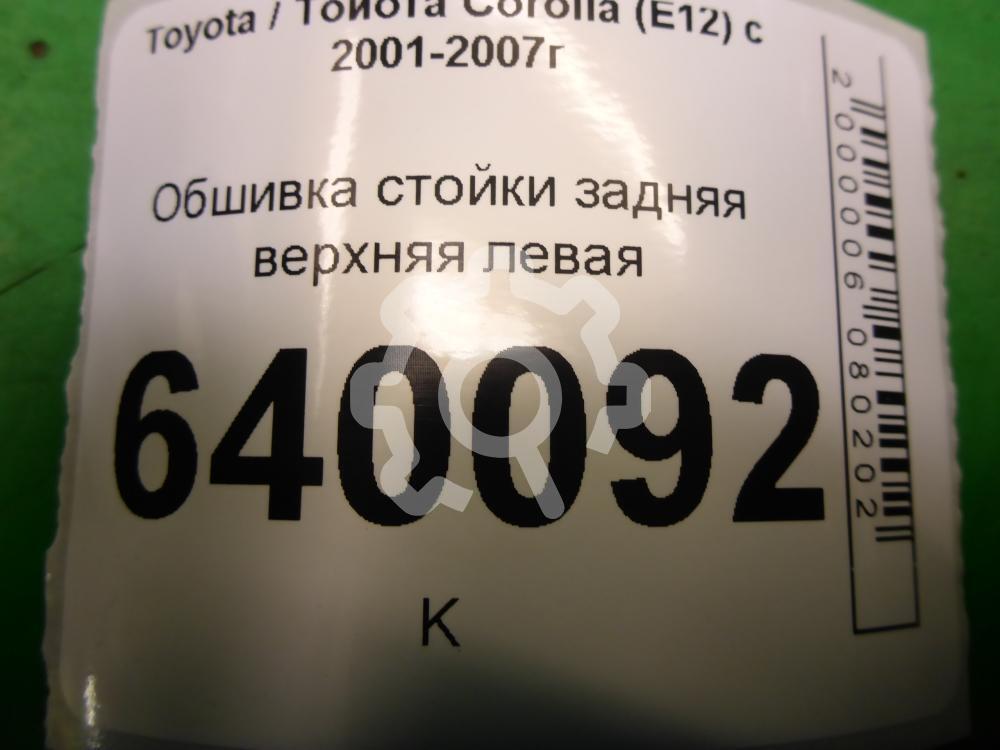 Toyota / Тойота Corolla (E12) с
2001-2007г
Обшивка стойки задняя
верхняя левая
640092
К
2000006080202